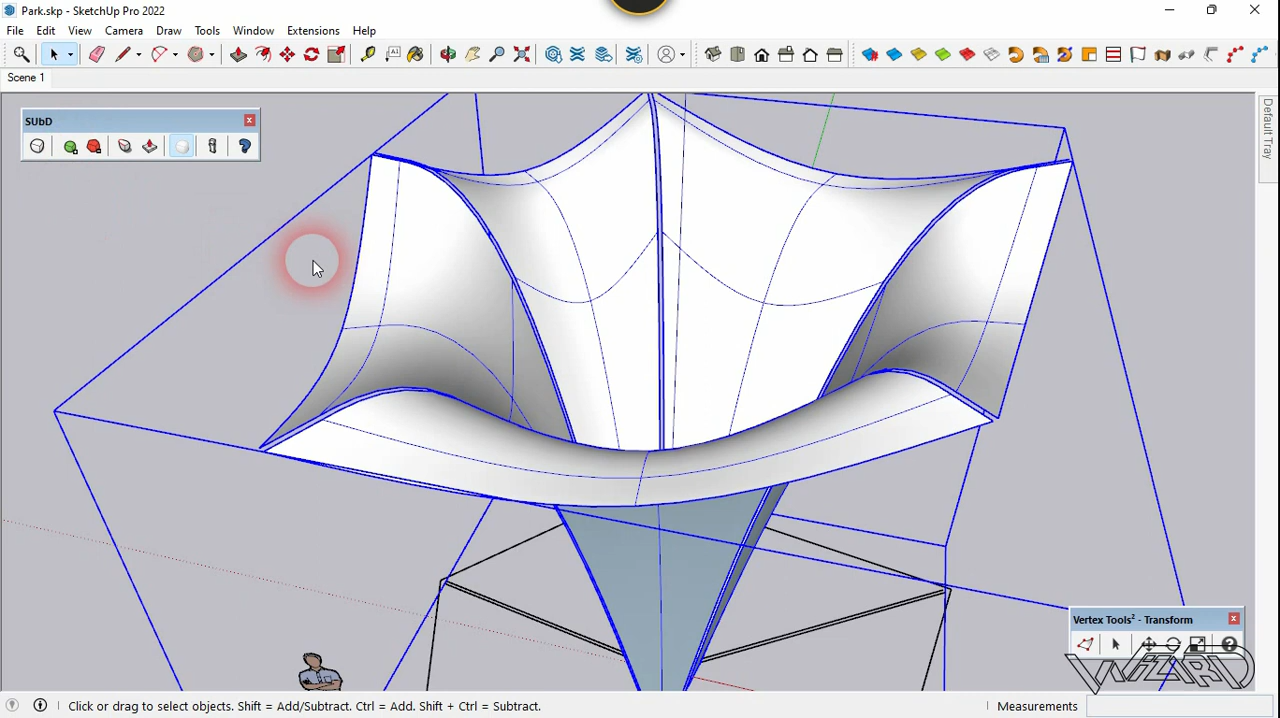 Park.skp - SketchUp Pro 2022
File Edit View Camera Draw Tools Window Extensions Help
Scene 1
SUbD
Default Tray
Vertex Tools² - Transform
WIZARD
Click or drag to select objects. Shift = Add/Subtract. Ctrl = Add. Shift + Ctrl = Subtract.
Measurements